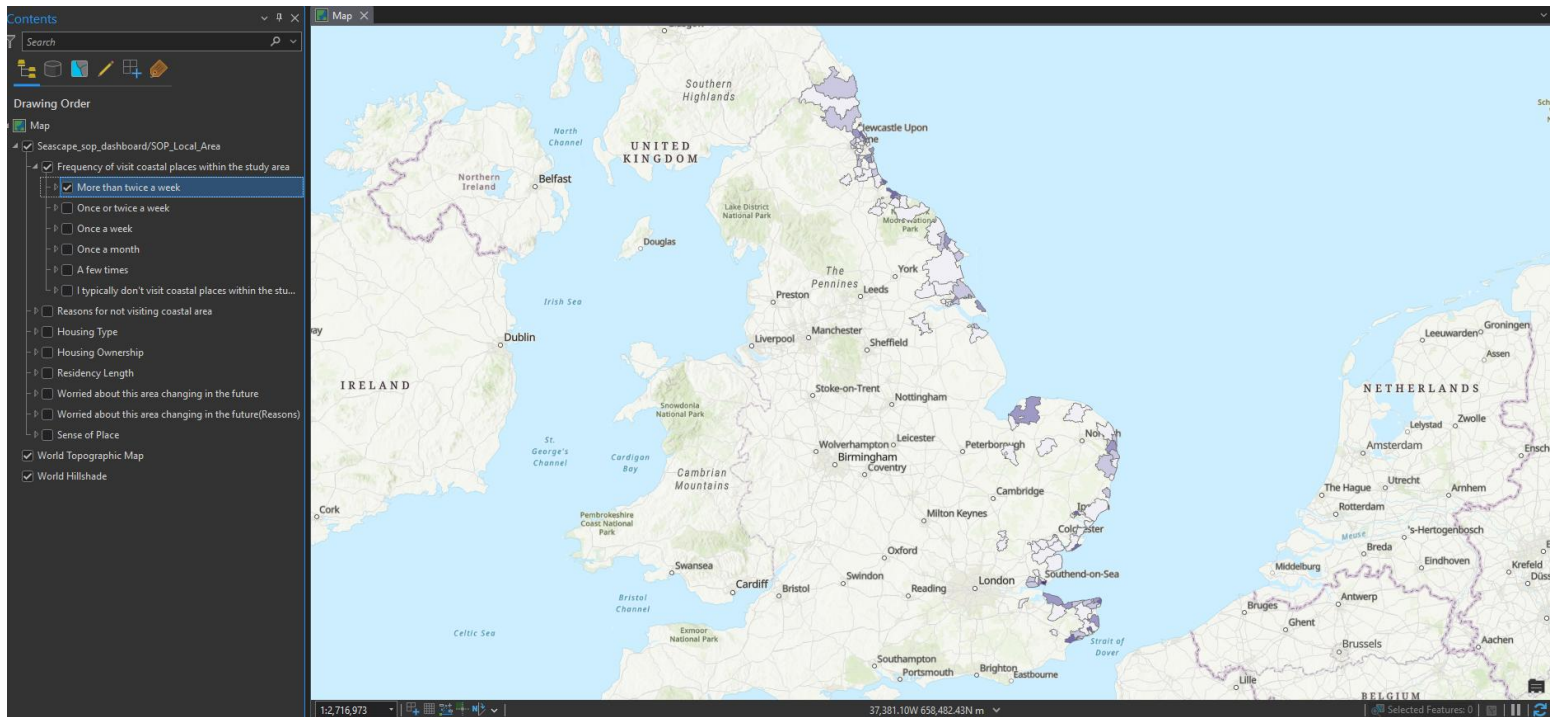 Contents
Search
Drawing Order
Map
Seascape_sop_dashboard/SOP_Local_Area
Frequency of visit coastal places within the study area
More than twice a week
Once or twice a week
Once a week
Once a month
A few times
I typically don't visit coastal places within the stu...
Reasons for not visiting coastal area
Housing Type
Housing Ownership
Residency Length
Worried about this area changing in the future
Worried about this area changing in the future(Reasons)
Sense of Place
World Topographic Map
World Hillshade
Map
Southern
Highlands
North
Channel
UNITED
KINGDOM
Newcastle Upon
Northern
Ireland
Belfast
Lake District
National Park
Park
Douglas
The
Pennines
York
Leeds
Preston
Irish Sea
Dublin
Liverpool
Manchester
Sheffield
Leeuwarden
Groningen
Assen
IRELAND
Stoke-on-Trent
Nottingham
NETHERLANDS
Snowdonia
National Park
Zwolle
Lelystad
St.
George's
Channel
Cardigan
Bay
Wolverhampton
Leicester
Peterborough
Birmingham
Coventry
Amsterdam
Ensch
Cambrian
Mountains
Cambridge
The Hague
Utrecht
Arnhem
Rotterdam
Cork
Pembrokeshire
Coast National
Park
Milton Keynes
Colchester
Meuse
's-Hertogenbosch
Breda
Oxford
Eindhoven
Swansea
Swindon
London
Southend-on-Sea
Middelburg
Krefeld
Düss
Cardiff
Bristol
Reading
Antwerp
Bristol
Channel
Bruges
Ghent
Celtic Sea
Exmoor
National Park
Strait of
Dover
Brussels
Aachen
Southampton
Portsmouth
Brighton
Eastbourne
Lille
BELGIUM
1:2,716,973
37,381.10W 658,482.43N m
Selected Features: 0